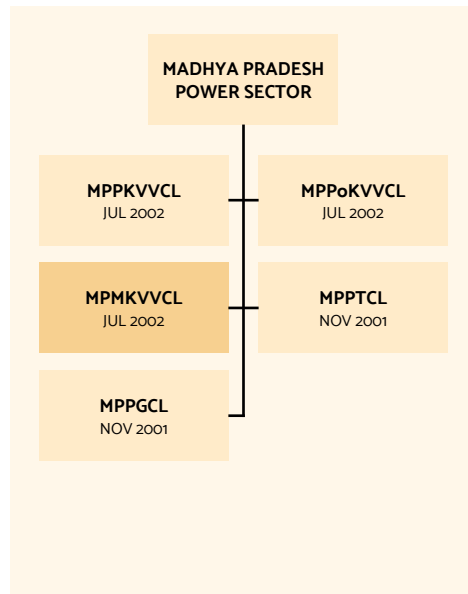 MADHYA PRADESH
POWER SECTOR
MPPKVVCL
JUL 2002
MPPoKVVCL
JUL 2002
MPMKVVCL
JUL 2002
MPPTCL
NOV 2001
MPPGCL
NOV 2001